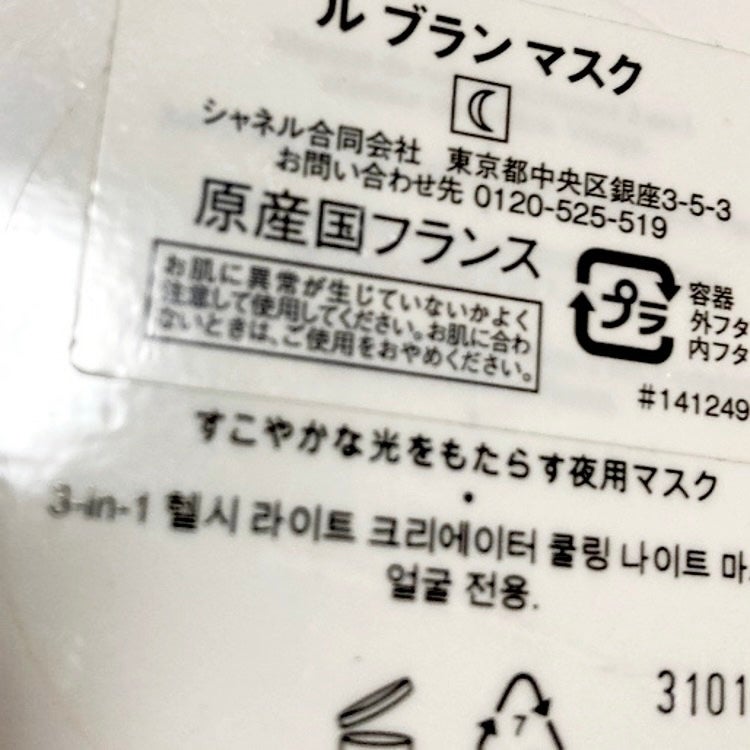 ル ブラン マスク
シャネル合同会社 東京都中央区銀座3-5-3
お問い合わせ先 0120-525-519
原産国フランス
お肌に異常が生じていないかよく
注意して使用してください。お肌に合わ
ないときは、ご使用をおやめください。
プラ
容器
外フタ
内フタ
#141249
すこやかな光をもたらす夜用マスク
•
3-in-1 헬시 라이트 크리에이터 쿨링 나이트
얼굴 전용.
3101
7